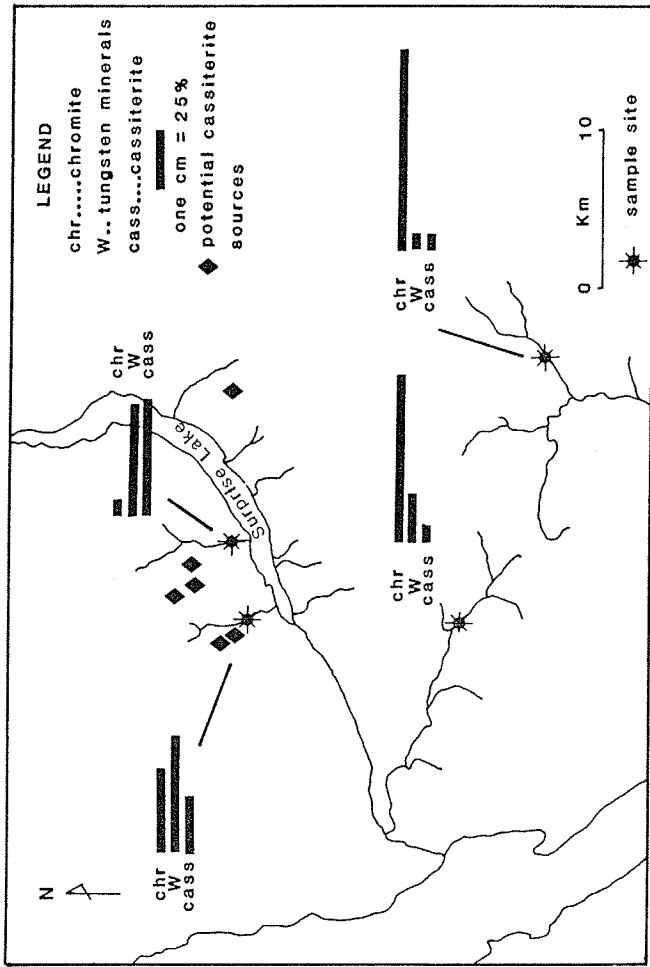 N
LEGEND
chr.....chromite
W..tungsten minerals
cass....cassiterite
one cm = 25%
potential cassiterite
sources
chr
W
cass
chr
W
cass
Surprise Lake
chr
W
cass
chr
W
cass
0 Km 10
sample site